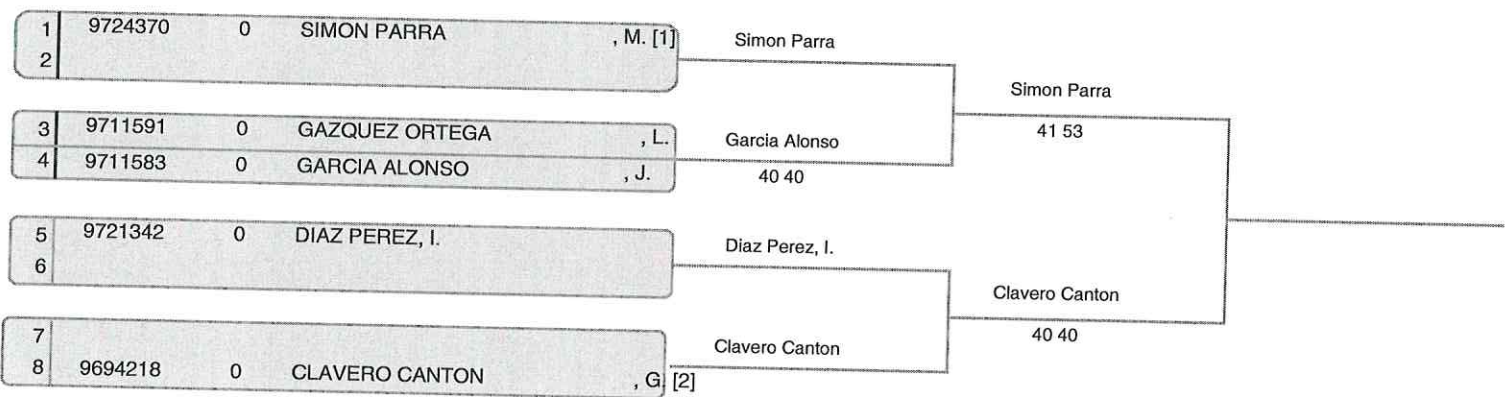 1 9724370 0 SIMON PARRA , M. [1]
2
Simon Parra
Simon Parra
41 53
3 9711591 0 GAZQUEZ ORTEGA , L.
4 9711583 0 GARCIA ALONSO , J.
Garcia Alonso
40 40
5 9721342 0 DIAZ PEREZ, I.
6
Diaz Perez, I.
Clavero Canton
40 40
7
8 9694218 0 CLAVERO CANTON , G. [2]
Clavero Canton